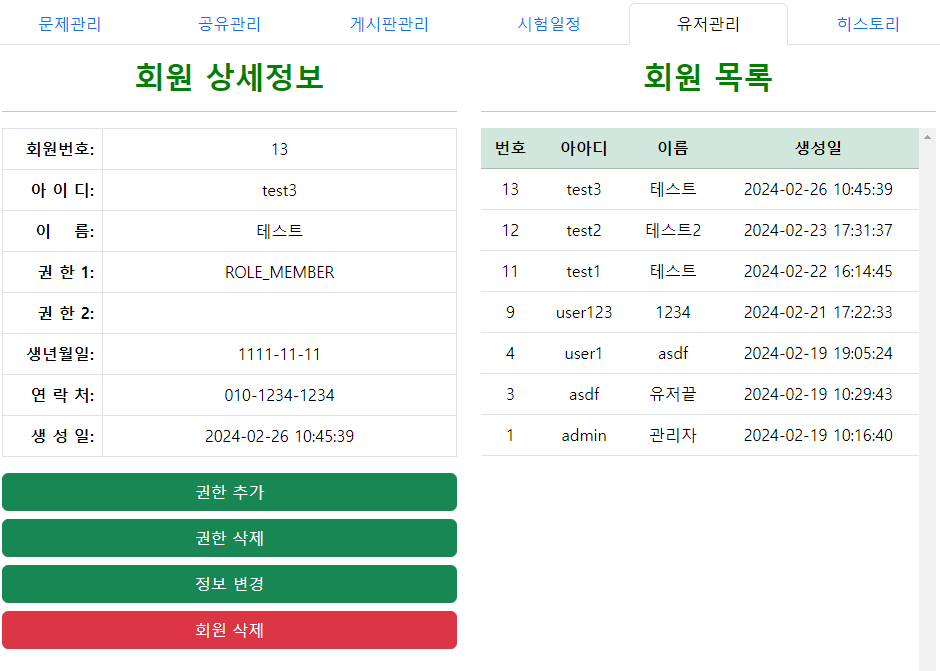 문제관리 공유관리 게시판관리 시험일정 유저관리 히스토리
회원 상세정보
회원번호: 13
아 이 디: test3
이 름: 테스트
권 한 1: ROLE_MEMBER
권 한 2:
생년월일: 1111-11-11
연 락 처: 010-1234-1234
생 성 일: 2024-02-26 10:45:39
권한 추가
권한 삭제
정보 변경
회원 삭제
회원 목록
번호 아아디 이름 생성일
13 test3 테스트 2024-02-26 10:45:39
12 test2 테스트2 2024-02-23 17:31:37
11 test1 테스트 2024-02-22 16:14:45
9 user123 1234 2024-02-21 17:22:33
4 user1 asdf 2024-02-19 19:05:24
3 asdf 유저끝 2024-02-19 10:29:43
1 admin 관리자 2024-02-19 10:16:40